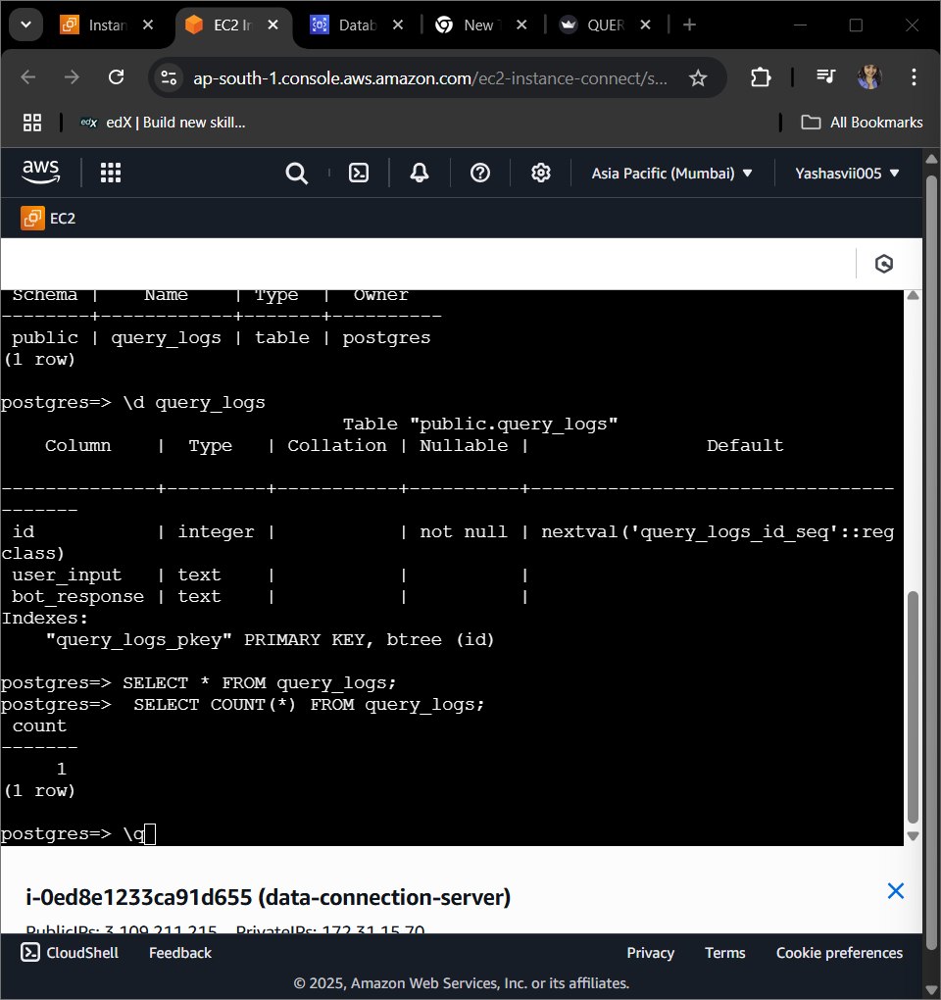 Instan
EC2 In
Datab
New T
QUER
ap-south-1.console.aws.amazon.com/ec2-instance-connect/s...
edX edX | Build new skill...
All Bookmarks
aws
Asia Pacific (Mumbai)
Yashasvii005
EC2
Schema | Name | Type | Owner
--------+------------+-------+----------
public | query_logs | table | postgres
(1 row)
postgres=> \d query_logs
Table "public.query_logs"
Column | Type | Collation | Nullable | Default
--------------+---------+-----------+----------+---------------------------------
-------
id | integer | | not null | nextval('query_logs_id_seq'::reg
class)
user_input | text | | |
bot_response | text | | |
Indexes:
"query_logs_pkey" PRIMARY KEY, btree (id)
postgres=> SELECT * FROM query_logs;
postgres=>  SELECT COUNT(*) FROM query_logs;
count
-------
1
(1 row)
postgres=> \q
i-0ed8e1233ca91d655 (data-connection-server)
PublicIPs: 3.109.211.215 PrivateIPs: 172.31.15.70
CloudShell Feedback Privacy Terms Cookie preferences
© 2025, Amazon Web Services, Inc. or its affiliates.